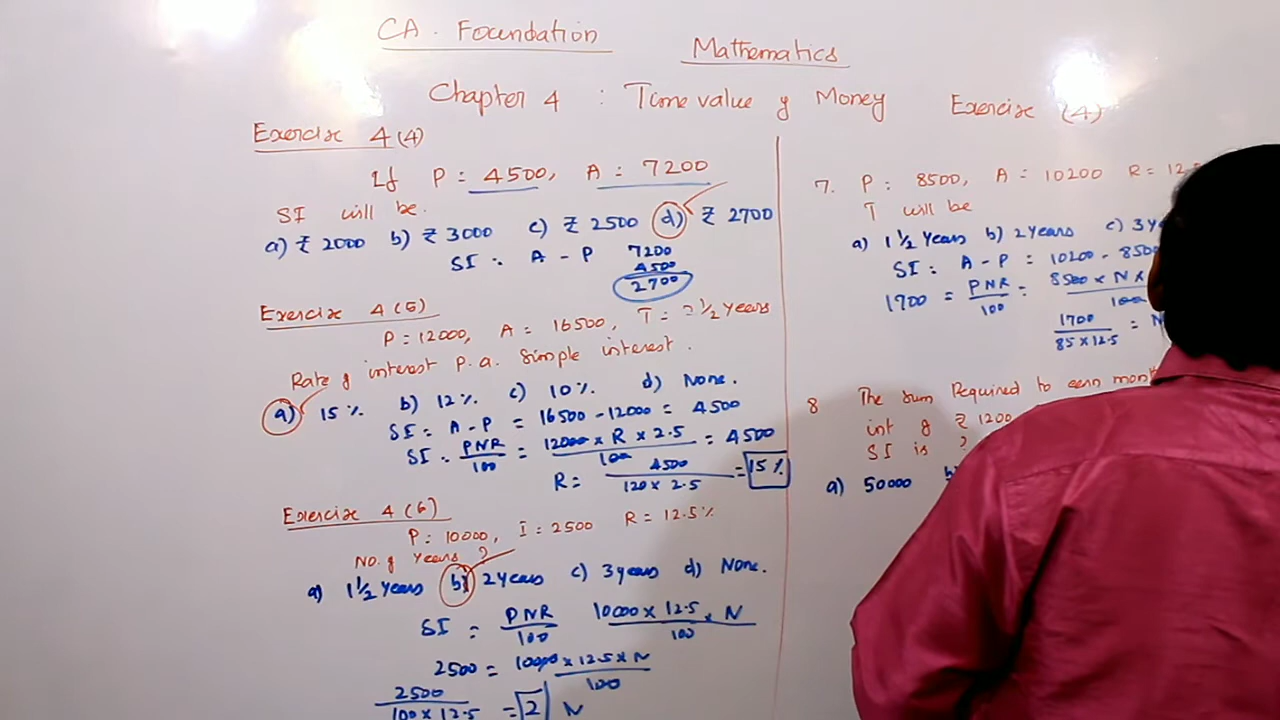 CA. Foundation Mathematics
Chapter 4 : Time value of Money Exercise (4)
Exercise 4 (4)
If P = 4500, A = 7200
SI will be.
a) ₹ 2000 b) ₹ 3000 c) ₹ 2500 d) ₹ 2700
SI = A - P
7200
4500
2700
Exercise 4 (5)
P = 12000, A = 16500, T = 2 1/2 years
Rate of interest P.a. Simple interest.
a) 15 % b) 12 % c) 10 % d) None.
SI = A - P = 16500 - 12000 = 4500
SI = PNR/100 = 12000 x R x 2.5/100 = 4500
R = 4500/120 x 2.5 = 15 %
Exercise 4 (6)
P = 10000, I = 2500 R = 12.5 %
No. of years ?
a) 1 1/2 years b) 2 years c) 3 years d) None.
SI = PNR/100 10000 x 12.5 x N/100
2500 = 10000 x 12.5 x N/100
2500/100 x 12.5 = 2 N
7. P = 8500, A = 10200 R = 12.
T will be
a) 1 1/2 Years b) 2 years c) 3 y
SI = A - P = 10200 - 8500
1700 = PNR/100 = 8500 x N x/100
1700/85 x 12.5 = N
8 The sum Required to earn
int of ₹ 1200
SI is ?
a) 50000 b)